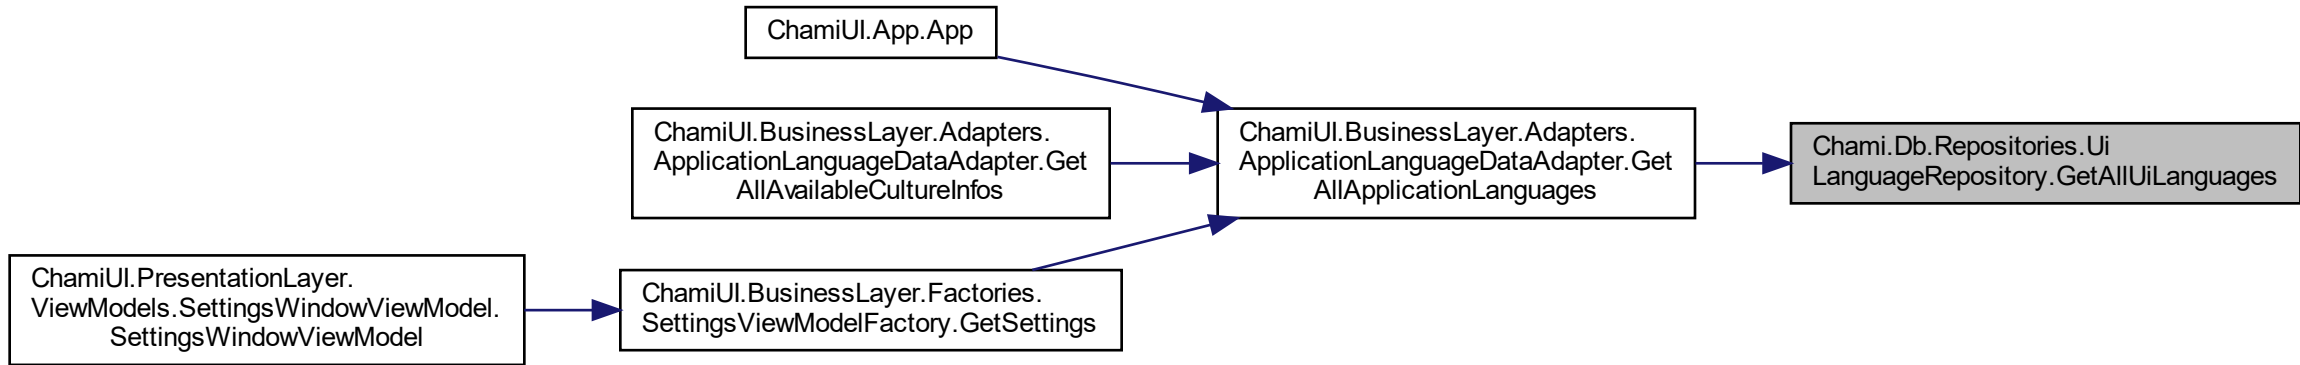 ChamiUI.App.App
ChamiUI.BusinessLayer.Adapters.
ApplicationLanguageDataAdapter.Get
AllAvailableCultureInfos
ChamiUI.BusinessLayer.Adapters.
ApplicationLanguageDataAdapter.Get
AllApplicationLanguages
Chami.Db.Repositories.Ui
LanguageRepository.GetAllUiLanguages
ChamiUI.PresentationLayer.
ViewModels.SettingsWindowViewModel.
SettingsWindowViewModel
ChamiUI.BusinessLayer.Factories.
SettingsViewModelFactory.GetSettings